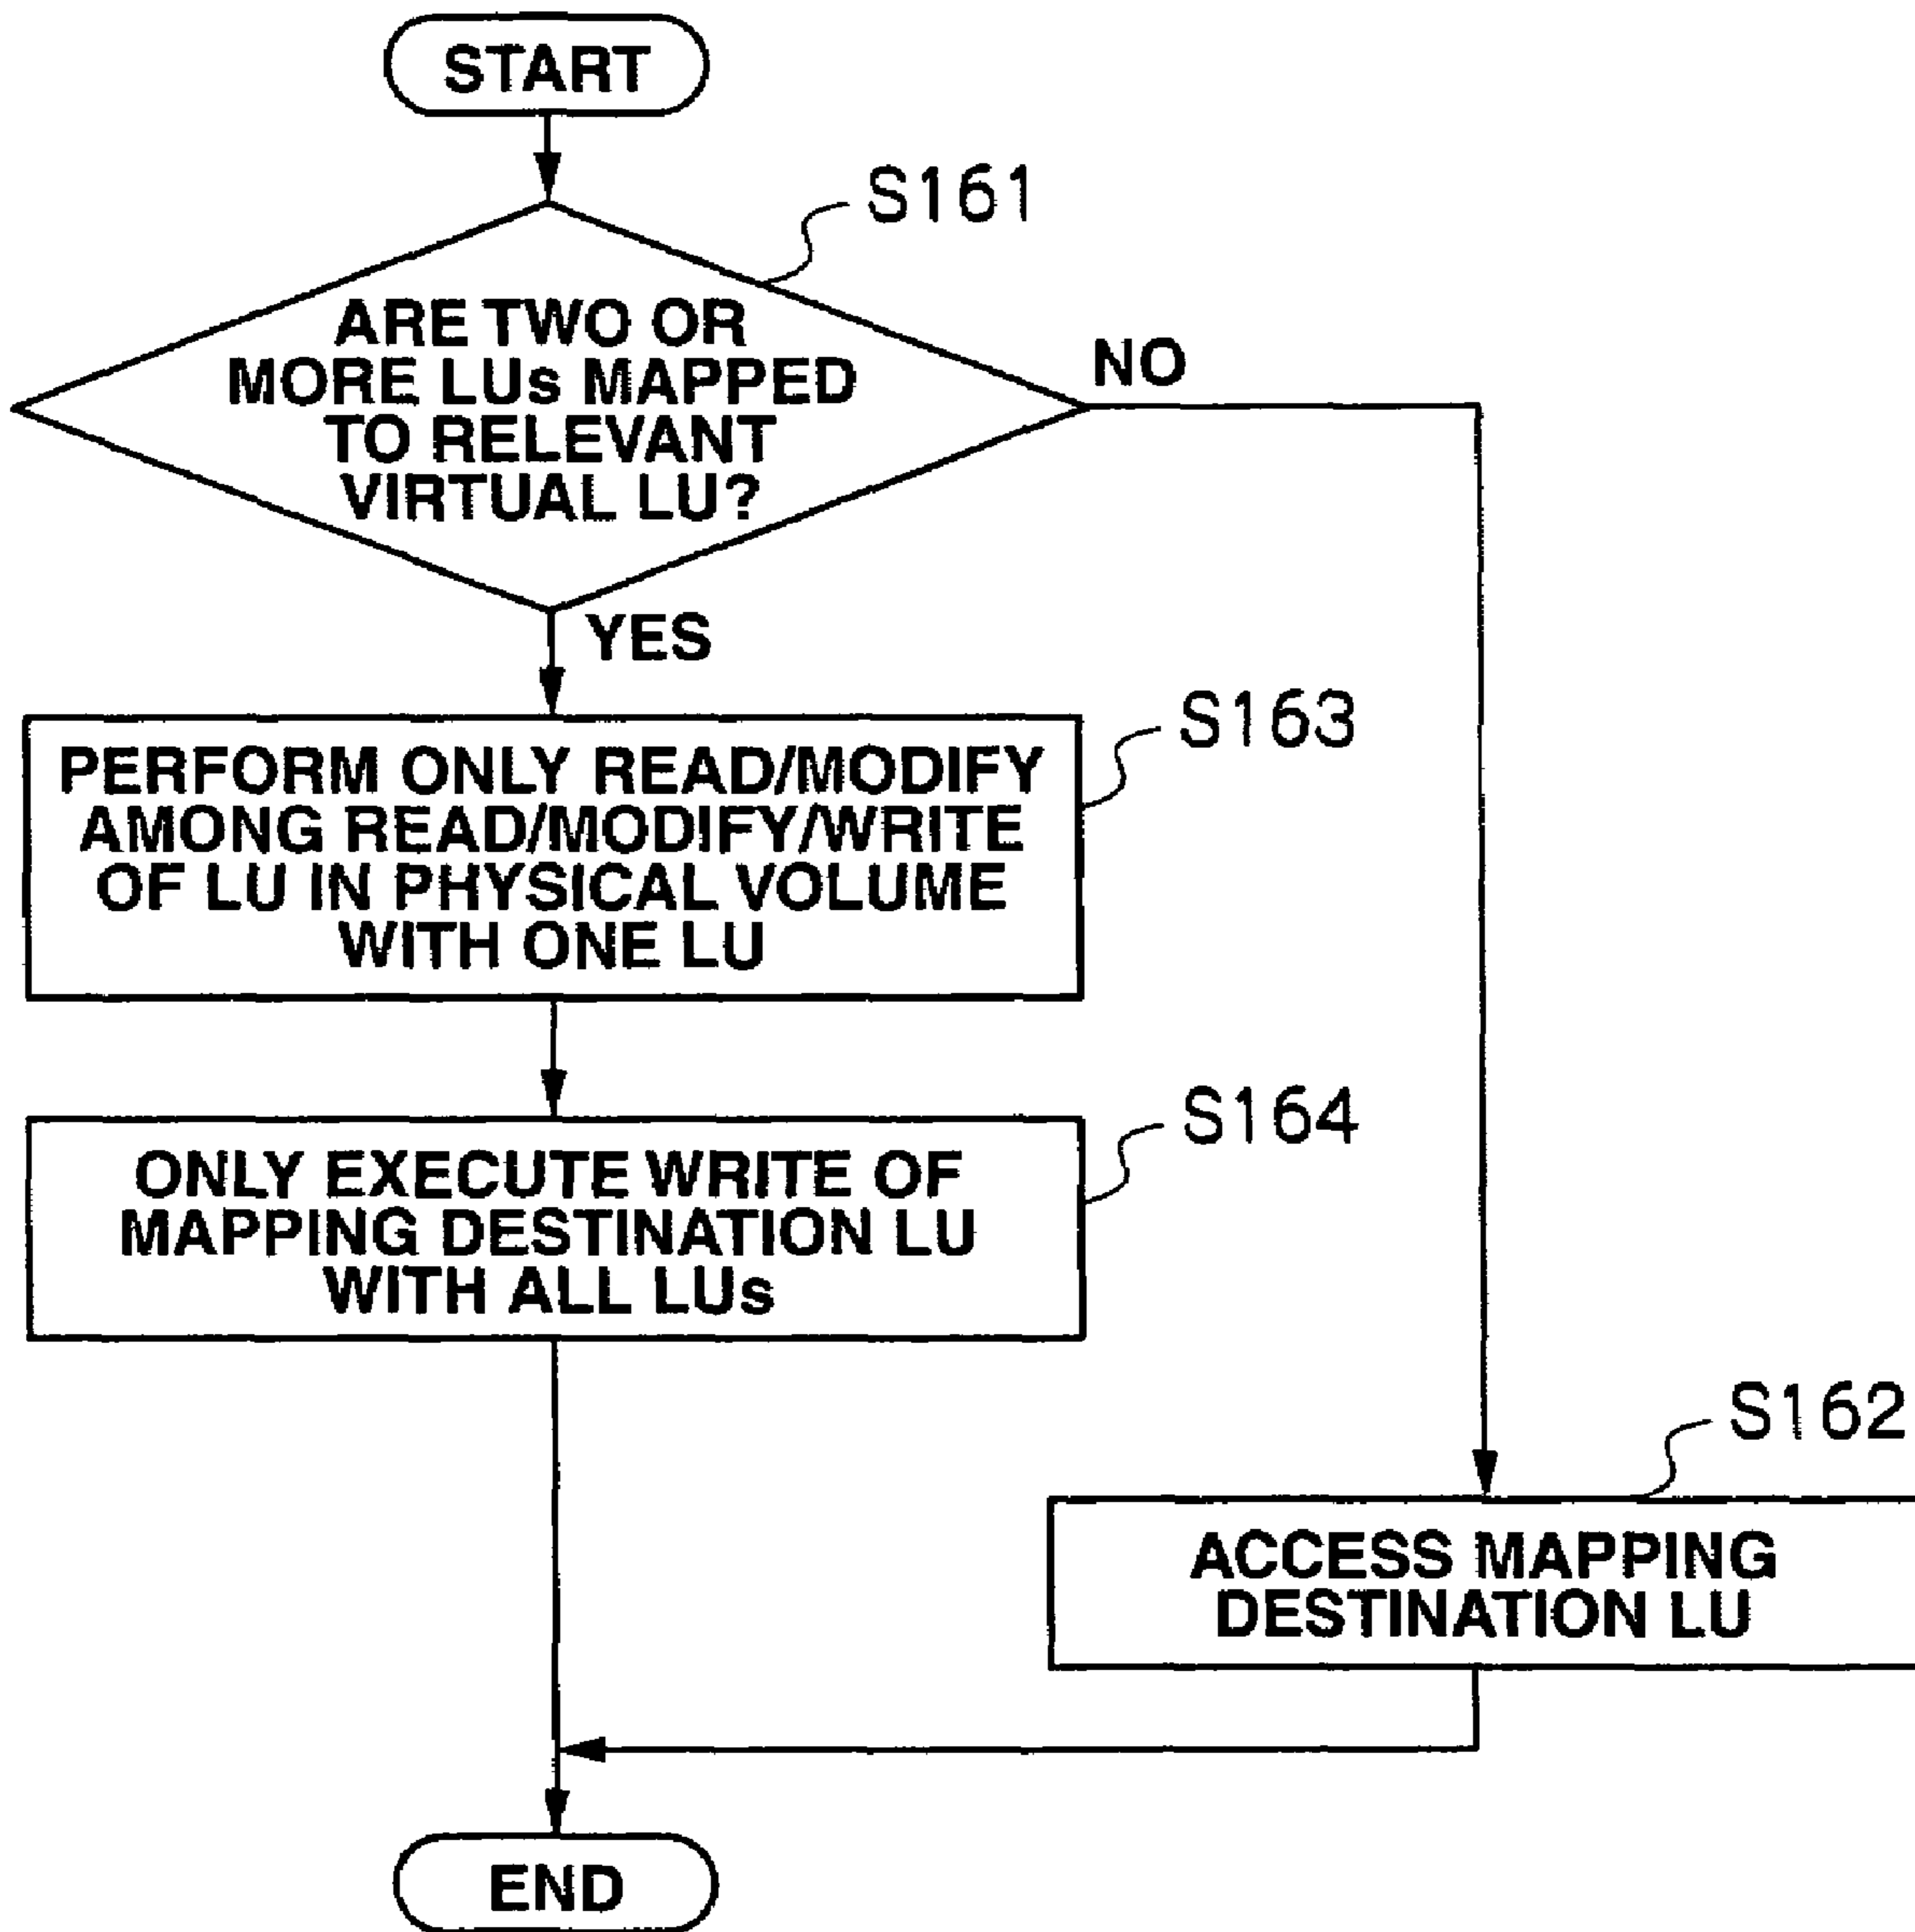 START
S161
ARE TWO OR
MORE LUs MAPPED
TO RELEVANT
VIRTUAL LU?
NO
YES
S163
PERFORM ONLY READ/MODIFY
AMONG READ/MODIFY/WRITE
OF LU IN PHYSICAL VOLUME
WITH ONE LU
S164
ONLY EXECUTE WRITE OF
MAPPING DESTINATION LU
WITH ALL LUs
S162
ACCESS MAPPING
DESTINATION LU
END